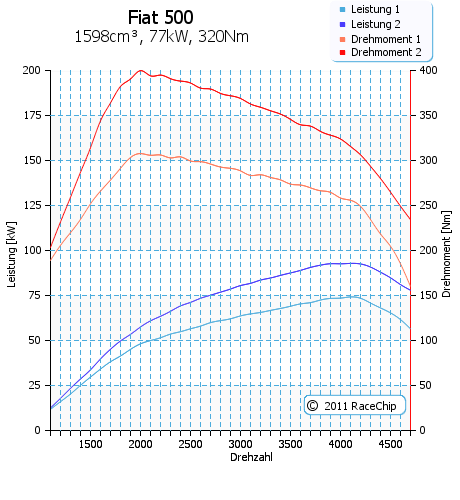 Fiat 500
1598cm³, 77kW, 320Nm
Leistung 1
Leistung 2
Drehmoment 1
Drehmoment 2
200
175
150
125
100
75
50
25
0
Leistung [kW]
400
350
300
250
200
150
100
50
0
Drehmoment [Nm]
1500 2000 2500 3000 3500 4000 4500
Drehzahl
© 2011 RaceChip